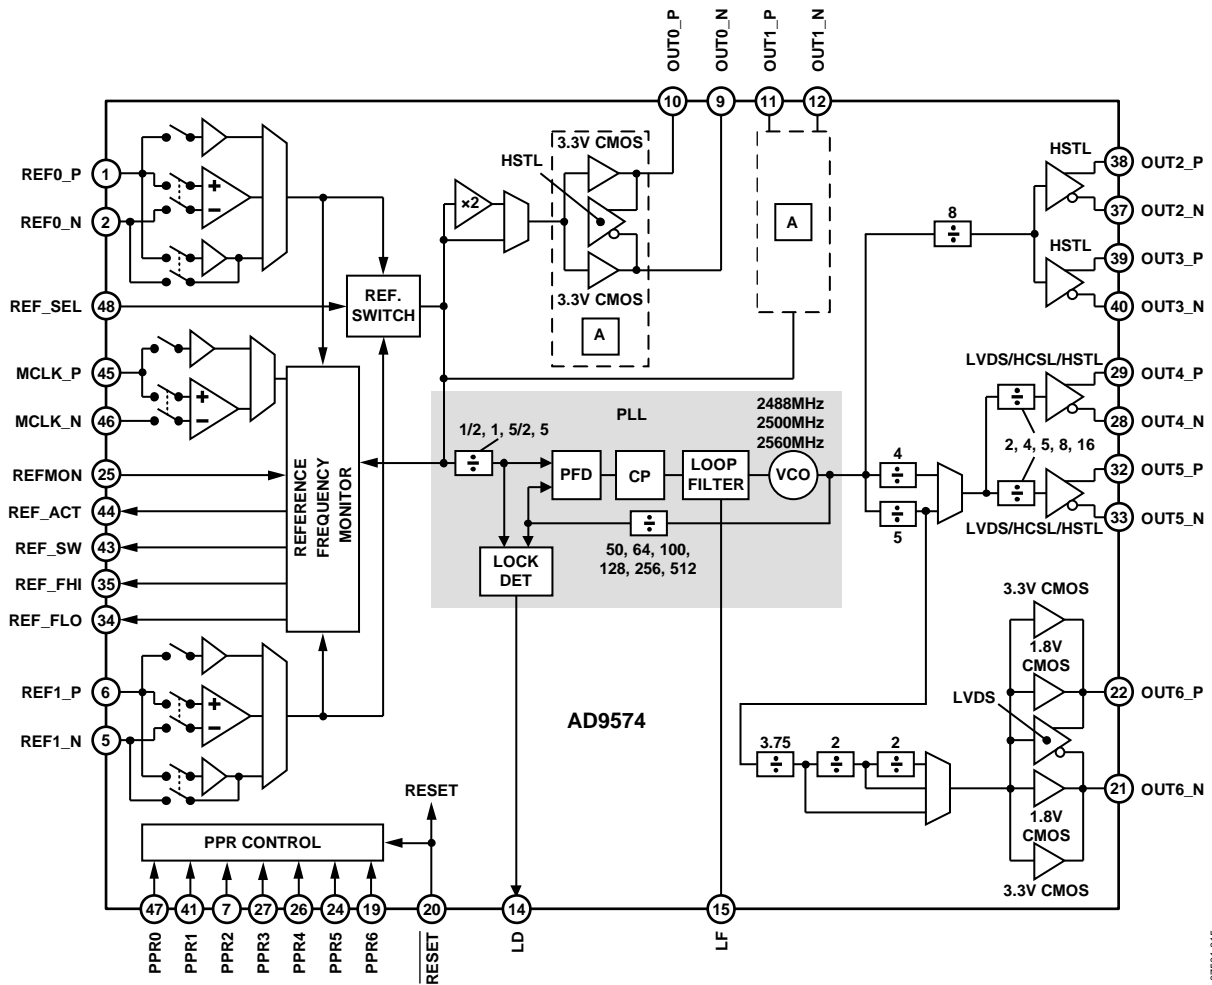 OUT0_P
OUT0_N
OUT1_P
OUT1_N
10
9
11
12
REF0_P
1
REF0_N
2
+
−
REF_SEL
48
REF.
SWITCH
×2
HSTL
3.3V CMOS
3.3V CMOS
A
A
8
÷
HSTL
38
OUT2_P
37
OUT2_N
HSTL
39
OUT3_P
40
OUT3_N
MCLK_P
45
MCLK_N
46
+
−
REFMON
25
REF_ACT
44
REF_SW
43
REF_FHI
35
REF_FLO
34
REFERENCE
FREQUENCY
MONITOR
PLL
1/2, 1, 5/2, 5
÷
PFD
CP
LOOP
FILTER
2488MHz
2500MHz
2560MHz
VCO
÷
50, 64, 100,
128, 256, 512
LOCK
DET
4
÷
÷
5
LVDS/HCSL/HSTL
÷
2, 4, 5, 8, 16
÷
LVDS/HCSL/HSTL
29
OUT4_P
28
OUT4_N
32
OUT5_P
33
OUT5_N
REF1_P
6
REF1_N
5
+
−
AD9574
3.75
÷
2
÷
2
÷
3.3V CMOS
1.8V
CMOS
LVDS
1.8V
CMOS
3.3V CMOS
22
OUT6_P
21
OUT6_N
RESET
PPR CONTROL
47
41
7
27
26
24
19
20
14
15
PPR0
PPR1
PPR2
PPR3
PPR4
PPR5
PPR6
RESET
LD
LF